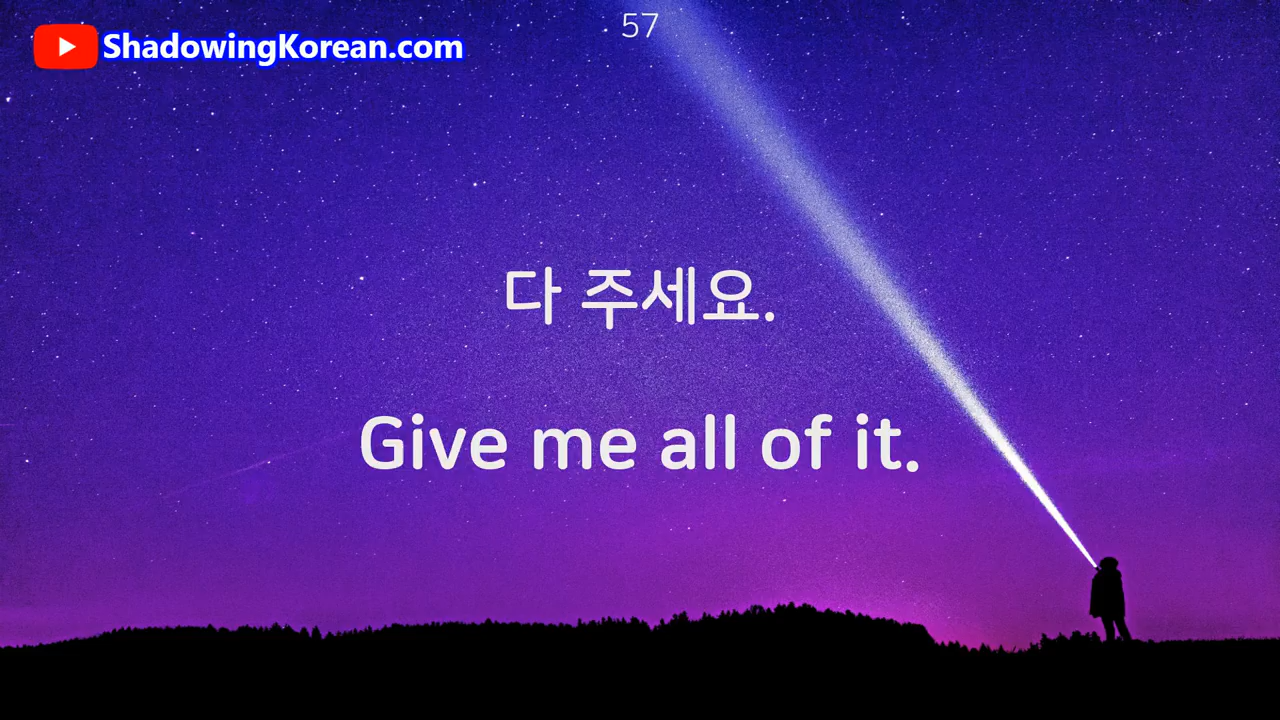 57
ShadowingKorean.com
다 주세요.
Give me all of it.